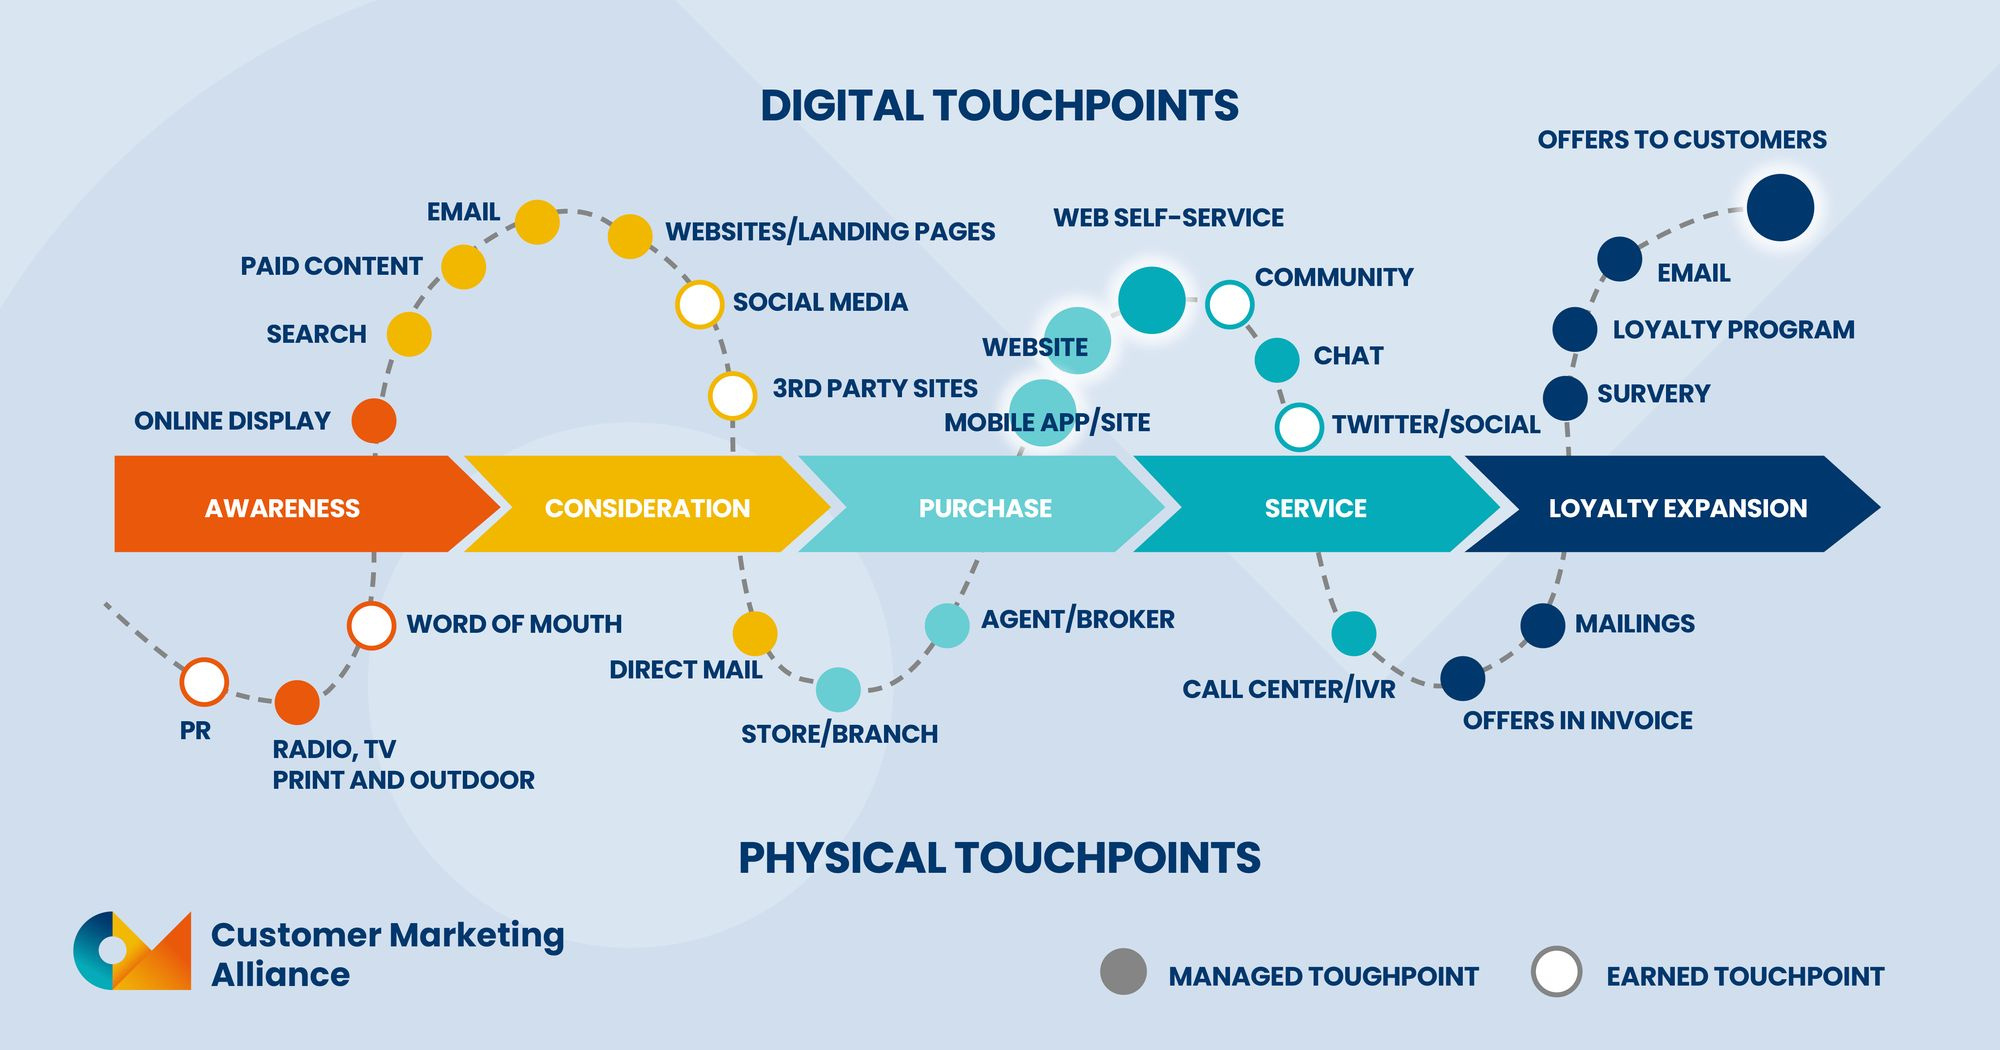 DIGITAL TOUCHPOINTS
OFFERS TO CUSTOMERS
EMAIL
WEBSITES/LANDING PAGES
WEB SELF-SERVICE
PAID CONTENT
COMMUNITY
EMAIL
SEARCH
SOCIAL MEDIA
WEBSITE
CHAT
LOYALTY PROGRAM
ONLINE DISPLAY
3RD PARTY SITES
MOBILE APP/SITE
TWITTER/SOCIAL
SURVERY
AWARENESS
CONSIDERATION
PURCHASE
SERVICE
LOYALTY EXPANSION
WORD OF MOUTH
AGENT/BROKER
MAILINGS
DIRECT MAIL
CALL CENTER/IVR
PR
STORE/BRANCH
OFFERS IN INVOICE
RADIO, TV
PRINT AND OUTDOOR
PHYSICAL TOUCHPOINTS
Customer Marketing
Alliance
MANAGED TOUGHPOINT
EARNED TOUCHPOINT